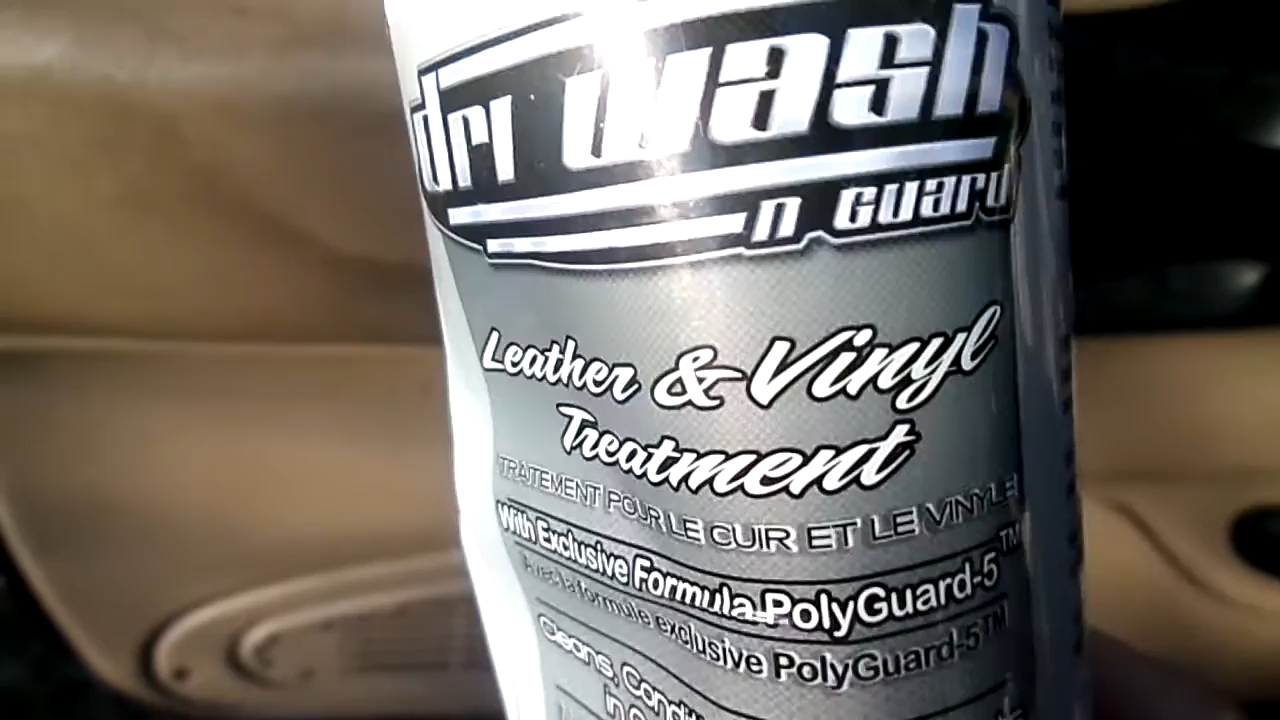 dri wash
n guard
Leather & Vinyl
Treatment
TRAITEMENT POUR LE CUIR ET LE VINYLE
With Exclusive Formula PolyGuard-5™
Avec la formule exclusive PolyGuard-5™
Cleans,